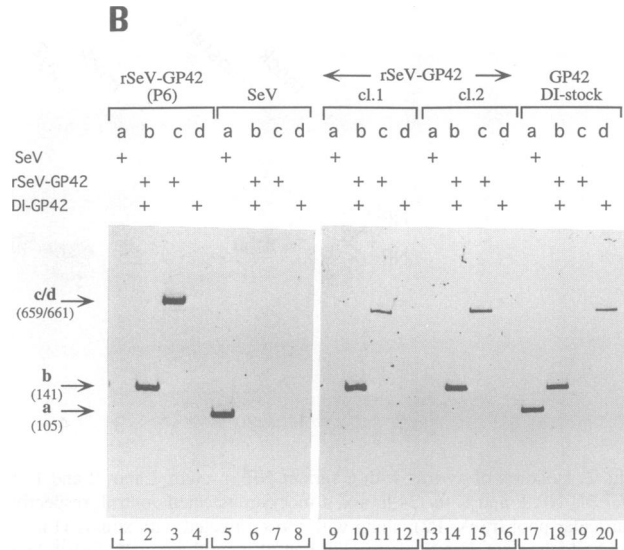 B
rSeV-GP42 (P6) SeV ← rSeV-GP42 → GP42 DI-stock
cl.1 cl.2
a b c d a b c d a b c d a b c d a b c d
SeV + + + + +
rSeV-GP42 + + + + + + + + + +
DI-GP42 + + + + + + + + + +
c/d →
(659/661)
b →
(141)
a →
(105)
1 2 3 4 5 6 7 8 9 10 11 12 13 14 15 16 17 18 19 20